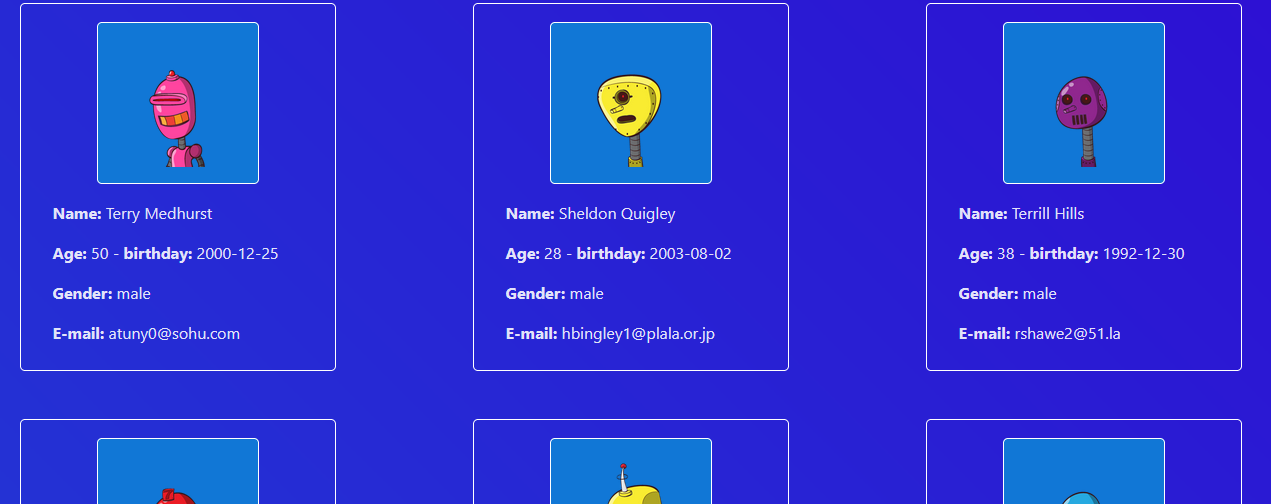 Name: Terry Medhurst
Age: 50 - birthday: 2000-12-25
Gender: male
E-mail: atuny0@sohu.com
Name: Sheldon Quigley
Age: 28 - birthday: 2003-08-02
Gender: male
E-mail: hbingley1@plala.or.jp
Name: Terrill Hills
Age: 38 - birthday: 1992-12-30
Gender: male
E-mail: rshawe2@51.la